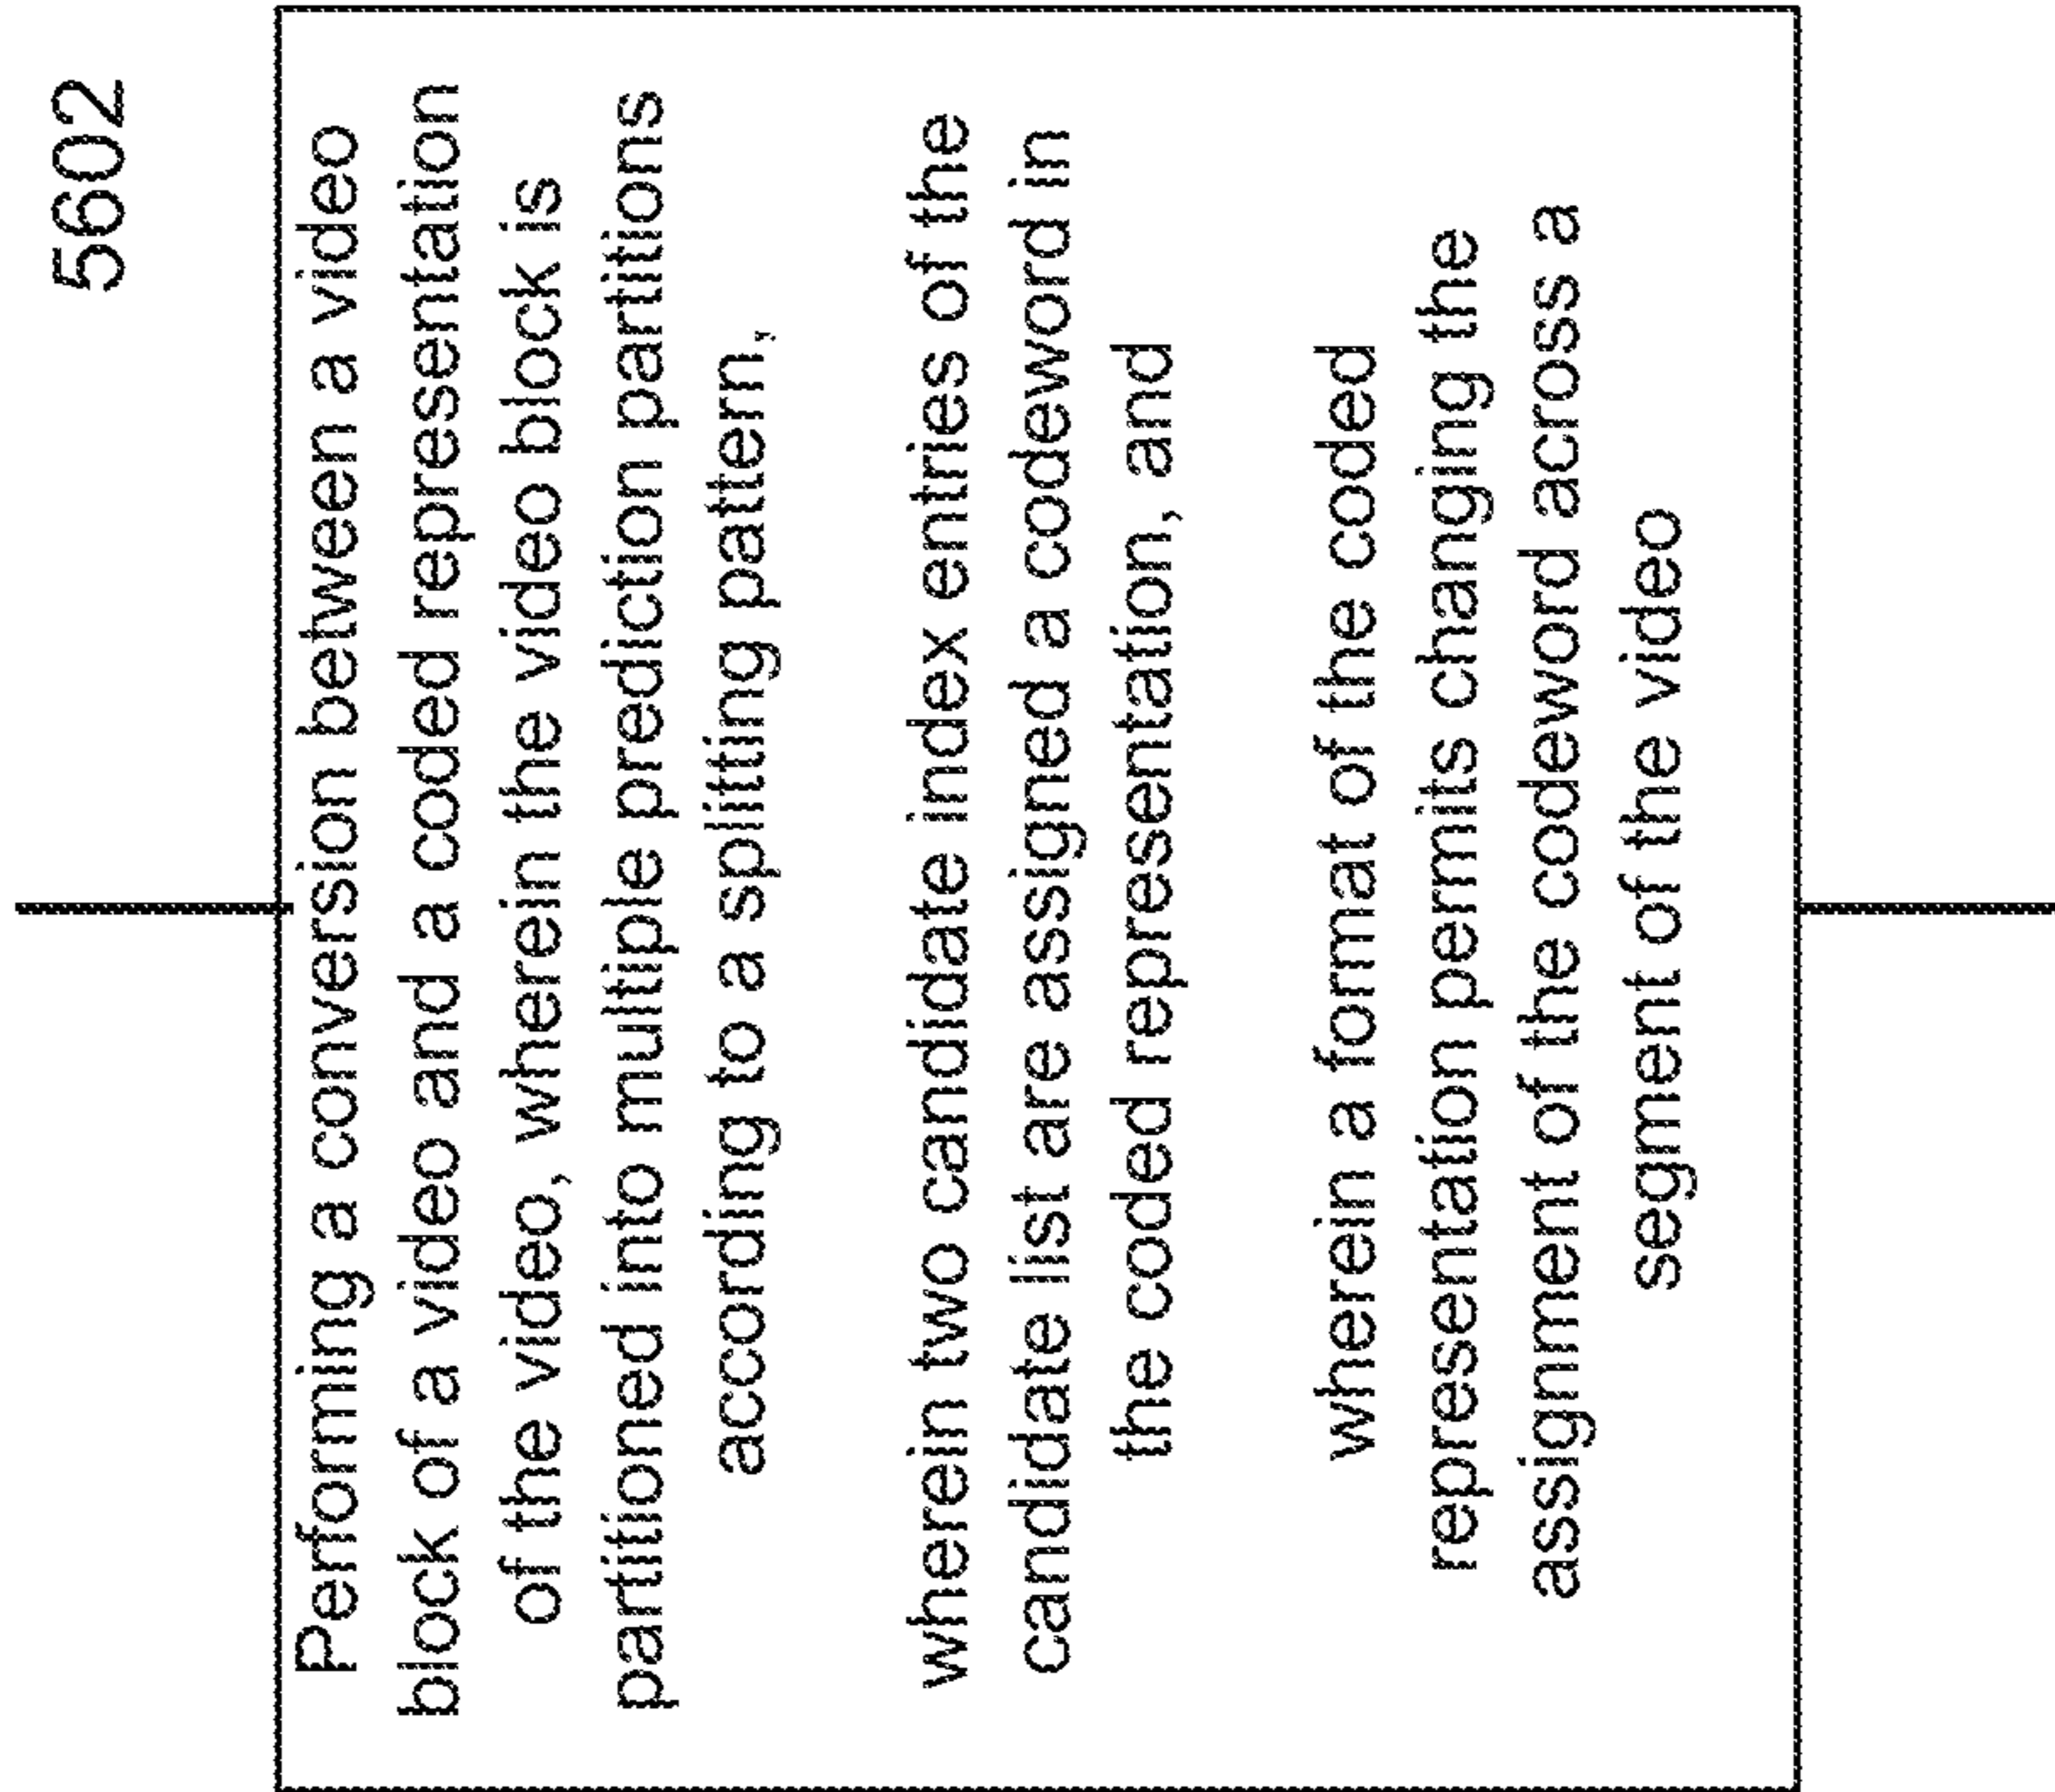 5602
Performing a conversion between a video
block of a video and a coded representation
of the video, wherein the video block is
partitioned into multiple prediction partitions
according to a splitting pattern,
wherein two candidate index entries of the
candidate list are assigned a codeword in
the coded representation, and
wherein a format of the coded
representation permits changing the
assignment of the codeword across a
segment of the video